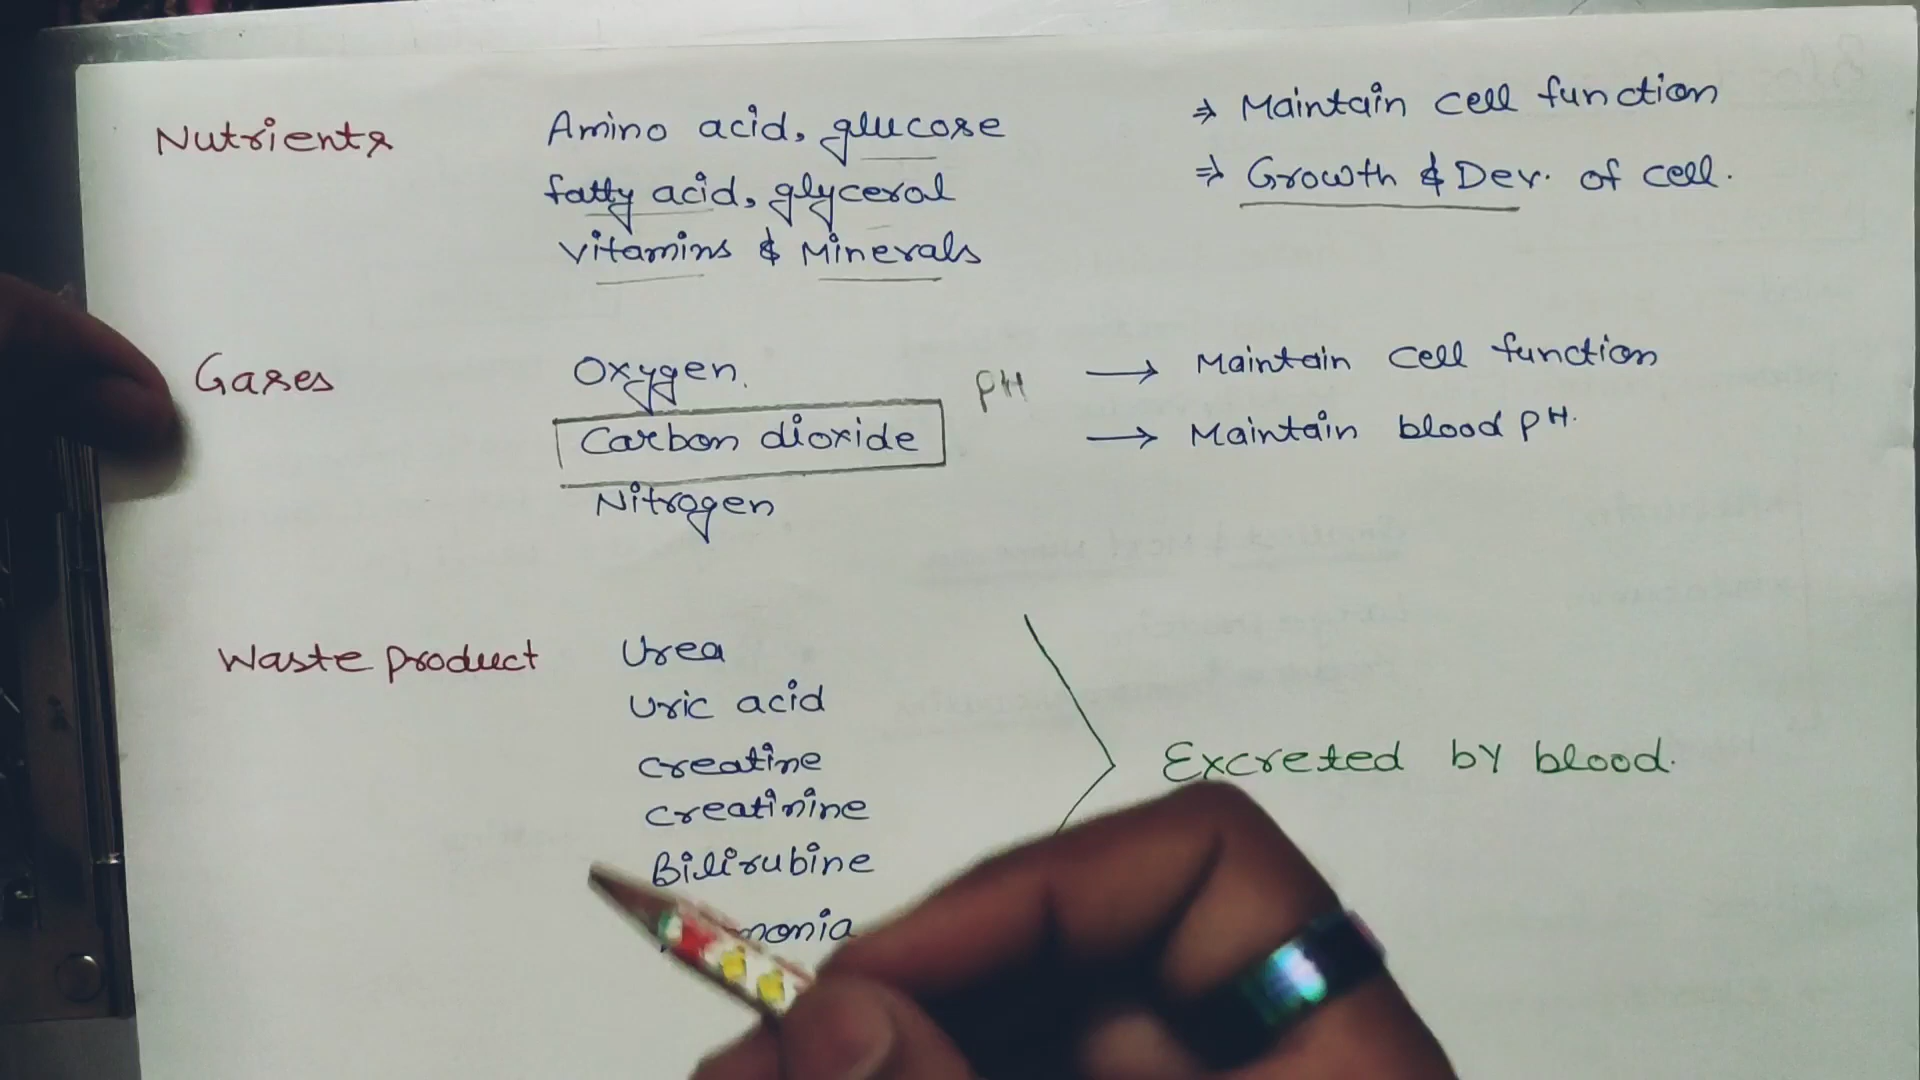 Nutrients
Amino acid, glucose
fatty acid, glycerol
vitamins & Minerals
⇒ Maintain cell function
⇒ Growth & Dev. of cell.
Gases
Oxygen.
Carbon dioxide
Nitrogen
PH
→ Maintain cell function
→ Maintain blood PH.
Waste product
Urea
Uric acid
creatine
creatinine
Bilirubine
Excreted by blood.